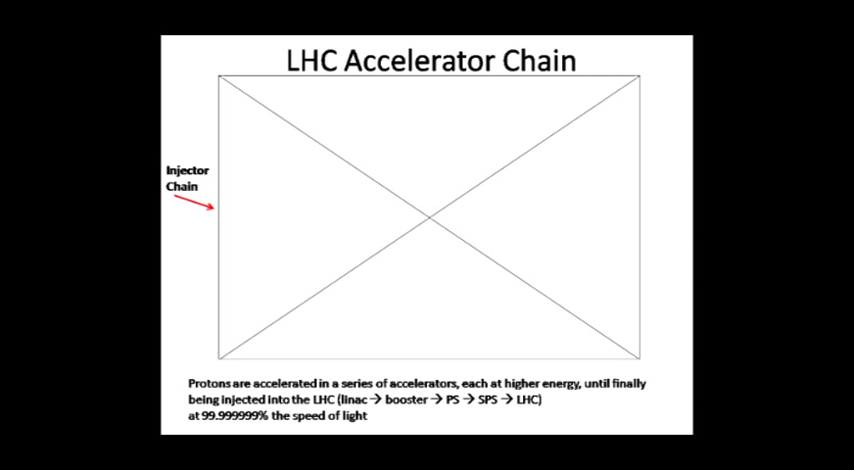 LHC Accelerator Chain
Injector
Chain
Protons are accelerated in a series of accelerators, each at higher energy, until finally
being injected into the LHC (linac → booster → PS → SPS → LHC)
at 99.999999% the speed of light